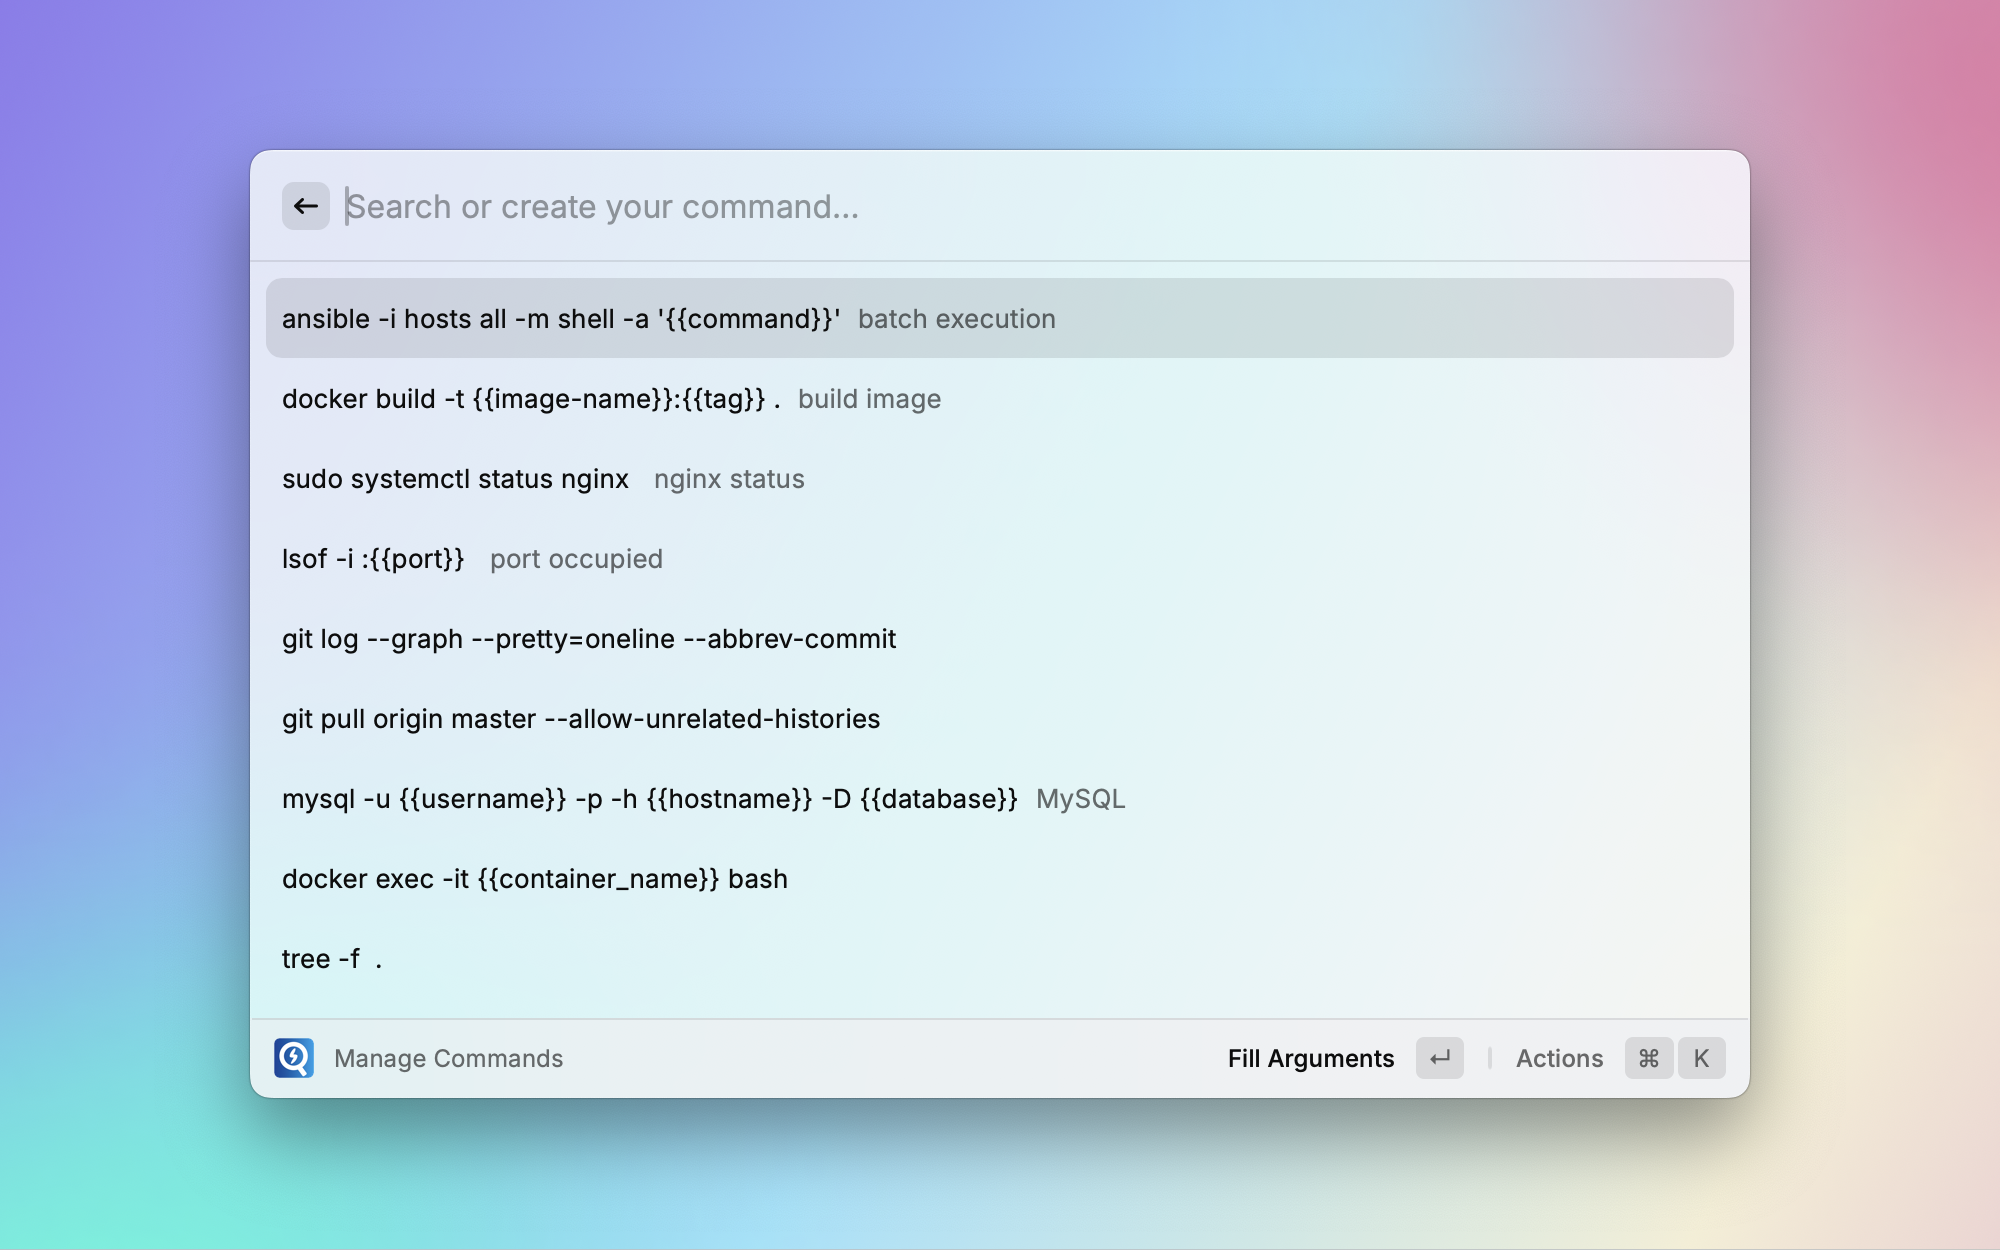 Search or create your command...
ansible -i hosts all -m shell -a '{{command}}' batch execution
docker build -t {{image-name}}:{{tag}} . build image
sudo systemctl status nginx nginx status
lsof -i :{{port}} port occupied
git log --graph --pretty=oneline --abbrev-commit
git pull origin master --allow-unrelated-histories
mysql -u {{username}} -p -h {{hostname}} -D {{database}} MySQL
docker exec -it {{container_name}} bash
tree -f .
Manage Commands Fill Arguments ↵ Actions ⌘ K